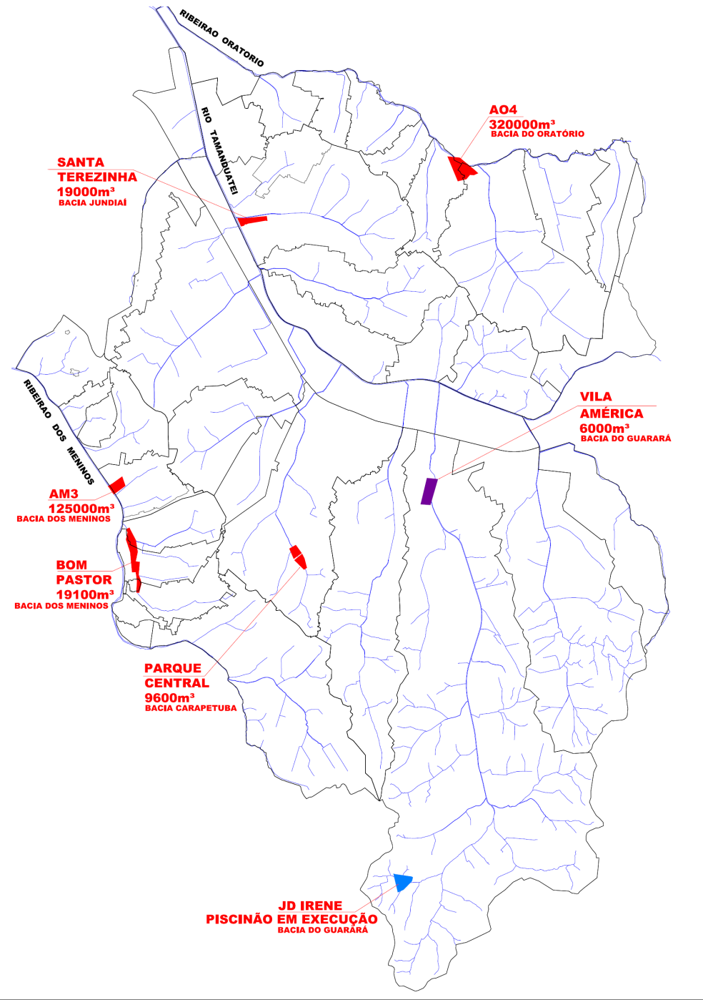 RIBEIRAO ORATORIO
RIO TAMANDUATEI
AO4
320000m³
BACIA DO ORATÓRIO
SANTA
TEREZINHA
19000m³
BACIA JUNDIAÍ
RIBEIRAO DOS MENINOS
VILA
AMÉRICA
6000m³
BACIA DO GUARARÁ
AM3
125000m³
BACIA DOS MENINOS
BOM
PASTOR
19100m³
BACIA DOS MENINOS
PARQUE
CENTRAL
9600m³
BACIA CARAPETUBA
JD IRENE
PISCINÃO EM EXECUÇÃO
BACIA DO GUARARÁ